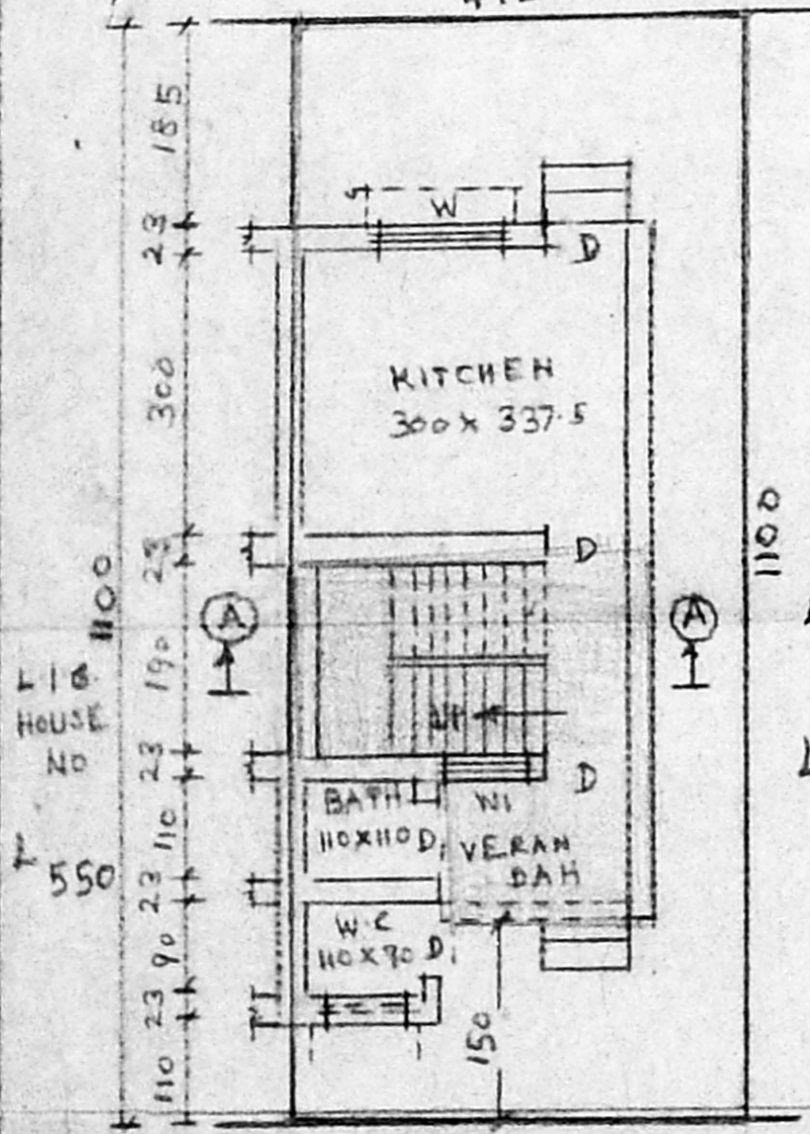 185
W
23
D
KITCHEN
300 x 337.5
300
1100
1100
23
D
A
A
190
UP
LIG
HOUSE
NO
550
23
D
BATH
W1
110
110X110 D1
VERAN
DAH
23
W.C
90
110X90 D1
23
150
110